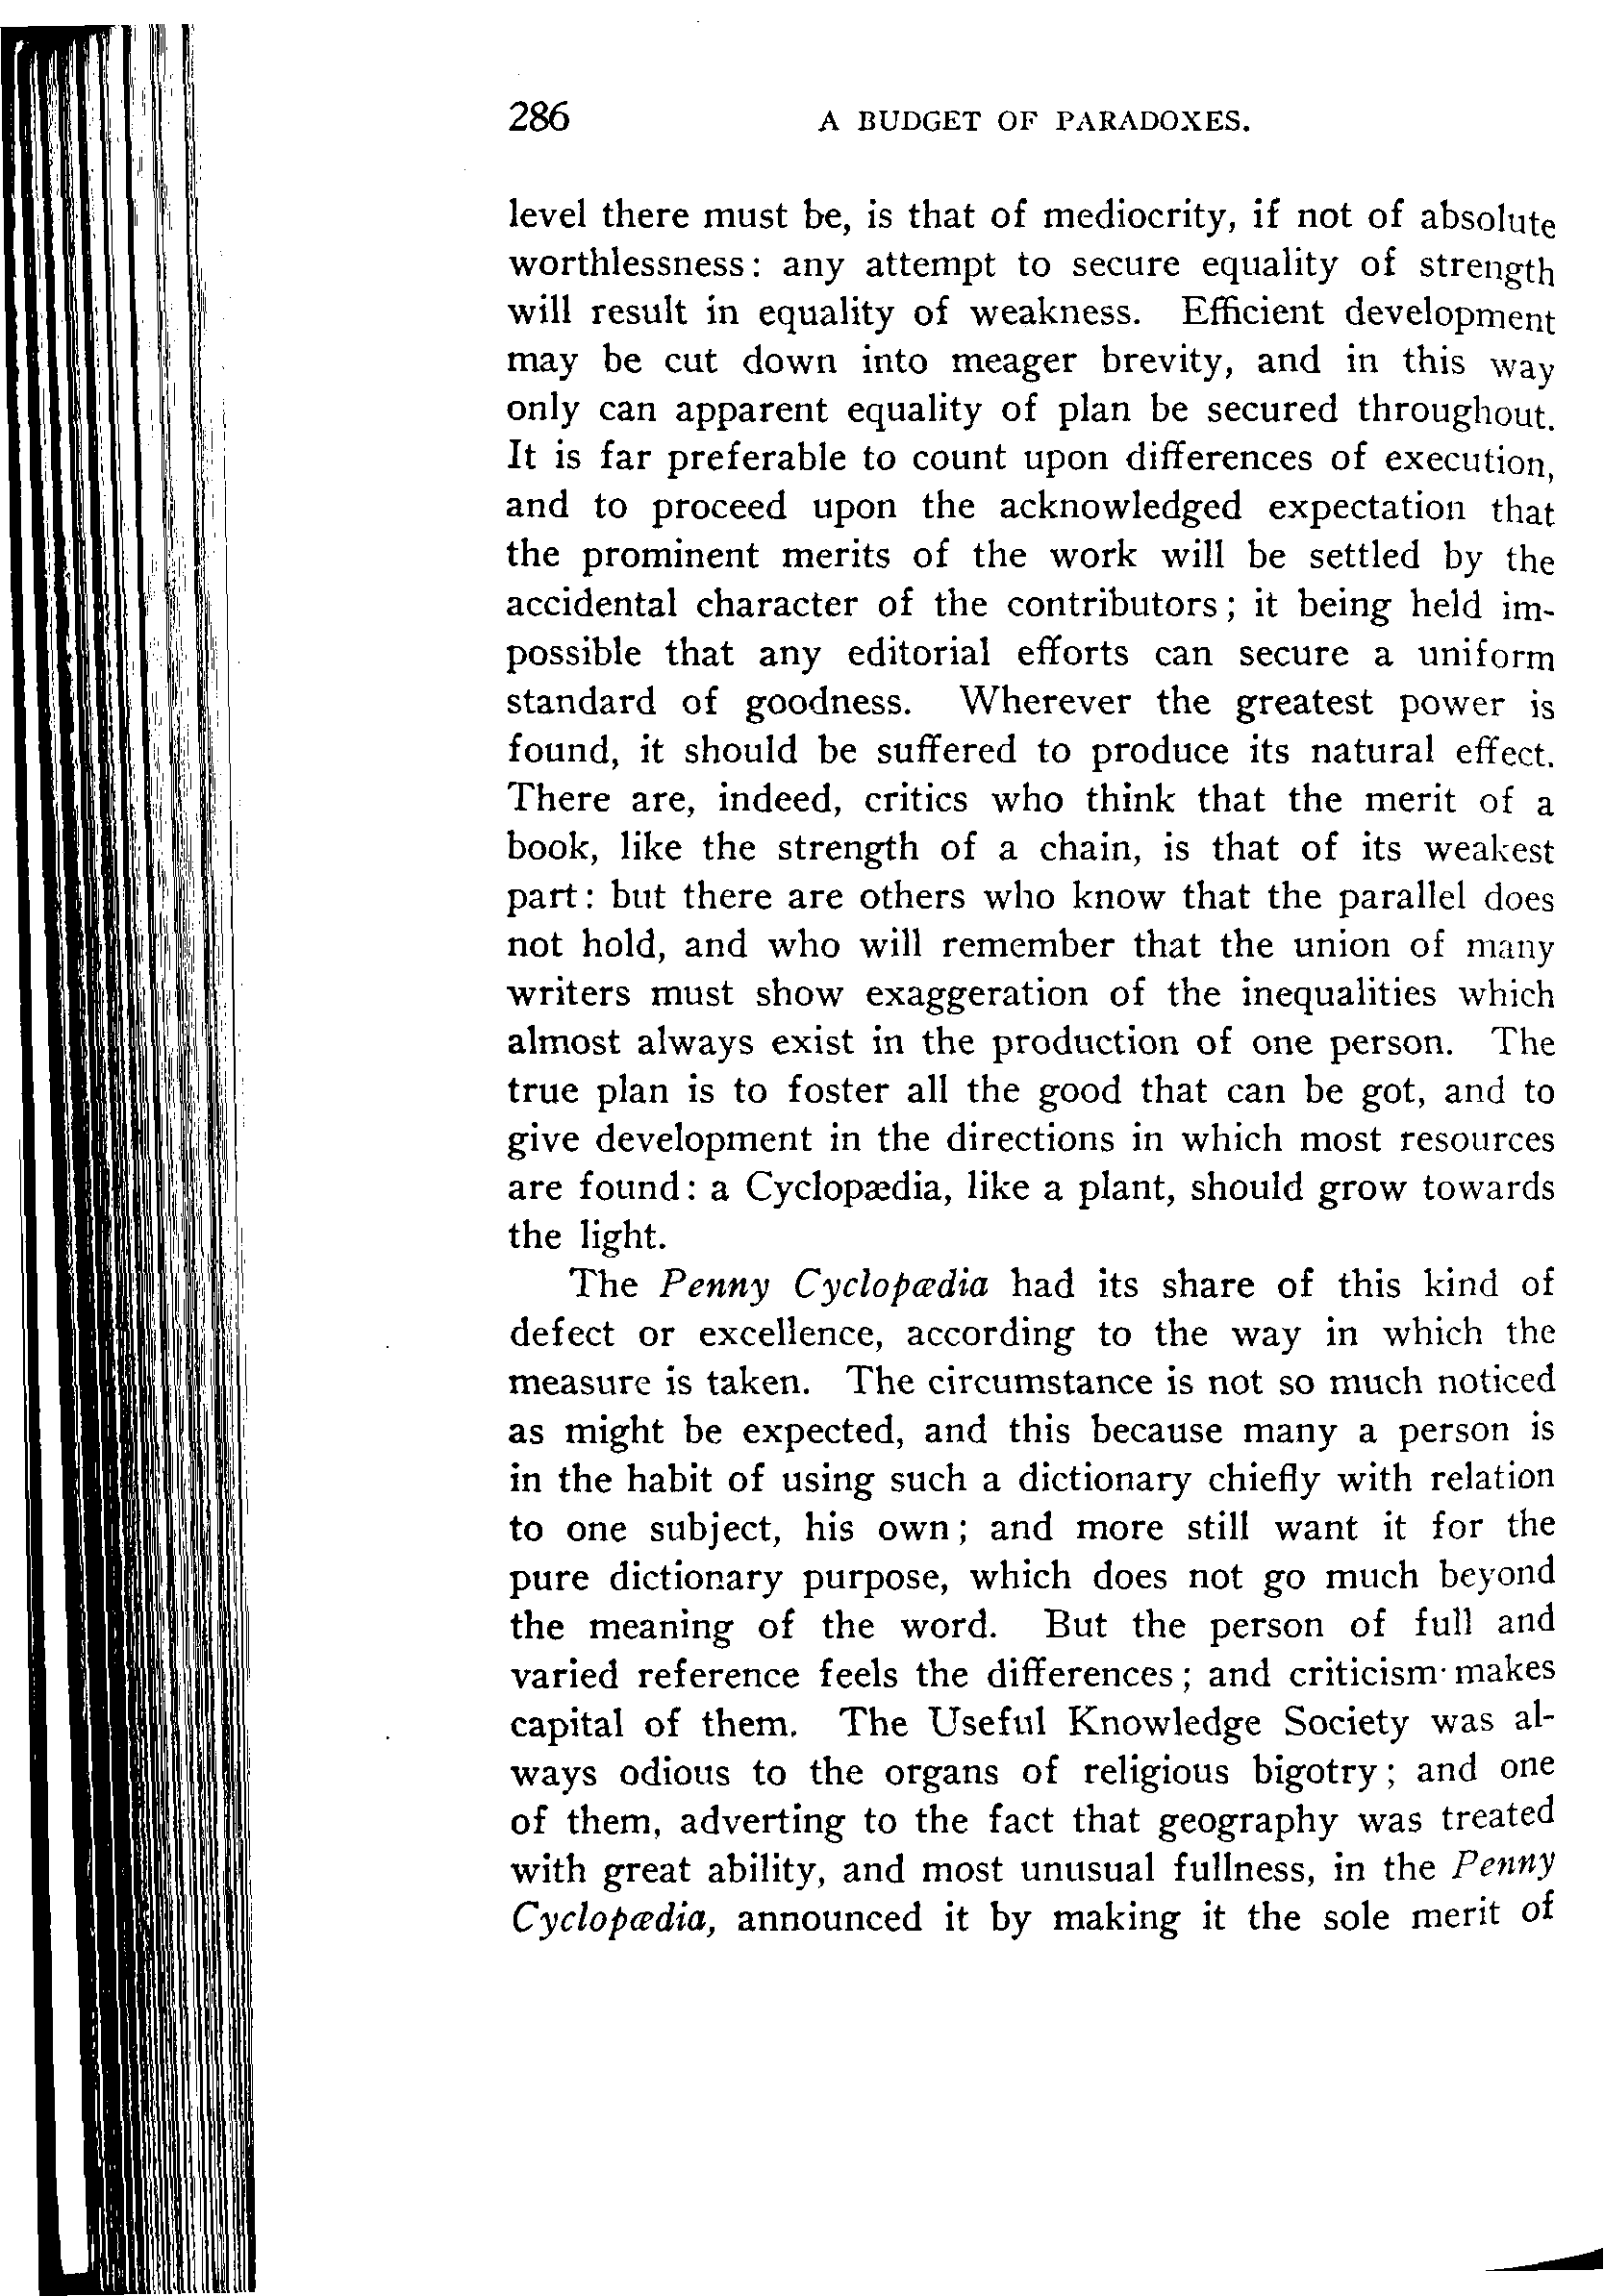 286 A BUDGET OF PARADOXES.
level there must be, is that of mediocrity, if not of absolute
worthlessness: any attempt to secure equality of strength
will result in equality of weakness. Efficient development
may be cut down into meager brevity, and in this way
only can apparent equality of plan be secured throughout.
It is far preferable to count upon differences of execution,
and to proceed upon the acknowledged expectation that
the prominent merits of the work will be settled by the
accidental character of the contributors; it being held im-
possible that any editorial efforts can secure a uniform
standard of goodness. Wherever the greatest power is
found, it should be suffered to produce its natural effect.
There are, indeed, critics who think that the merit of a
book, like the strength of a chain, is that of its weakest
part: but there are others who know that the parallel does
not hold, and who will remember that the union of many
writers must show exaggeration of the inequalities which
almost always exist in the production of one person. The
true plan is to foster all the good that can be got, and to
give development in the directions in which most resources
are found: a Cyclopædia, like a plant, should grow towards
the light.
The Penny Cyclopædia had its share of this kind of
defect or excellence, according to the way in which the
measure is taken. The circumstance is not so much noticed
as might be expected, and this because many a person is
in the habit of using such a dictionary chiefly with relation
to one subject, his own; and more still want it for the
pure dictionary purpose, which does not go much beyond
the meaning of the word. But the person of full and
varied reference feels the differences; and criticism makes
capital of them. The Useful Knowledge Society was al-
ways odious to the organs of religious bigotry; and one
of them, adverting to the fact that geography was treated
with great ability, and most unusual fullness, in the Penny
Cyclopædia, announced it by making it the sole merit of